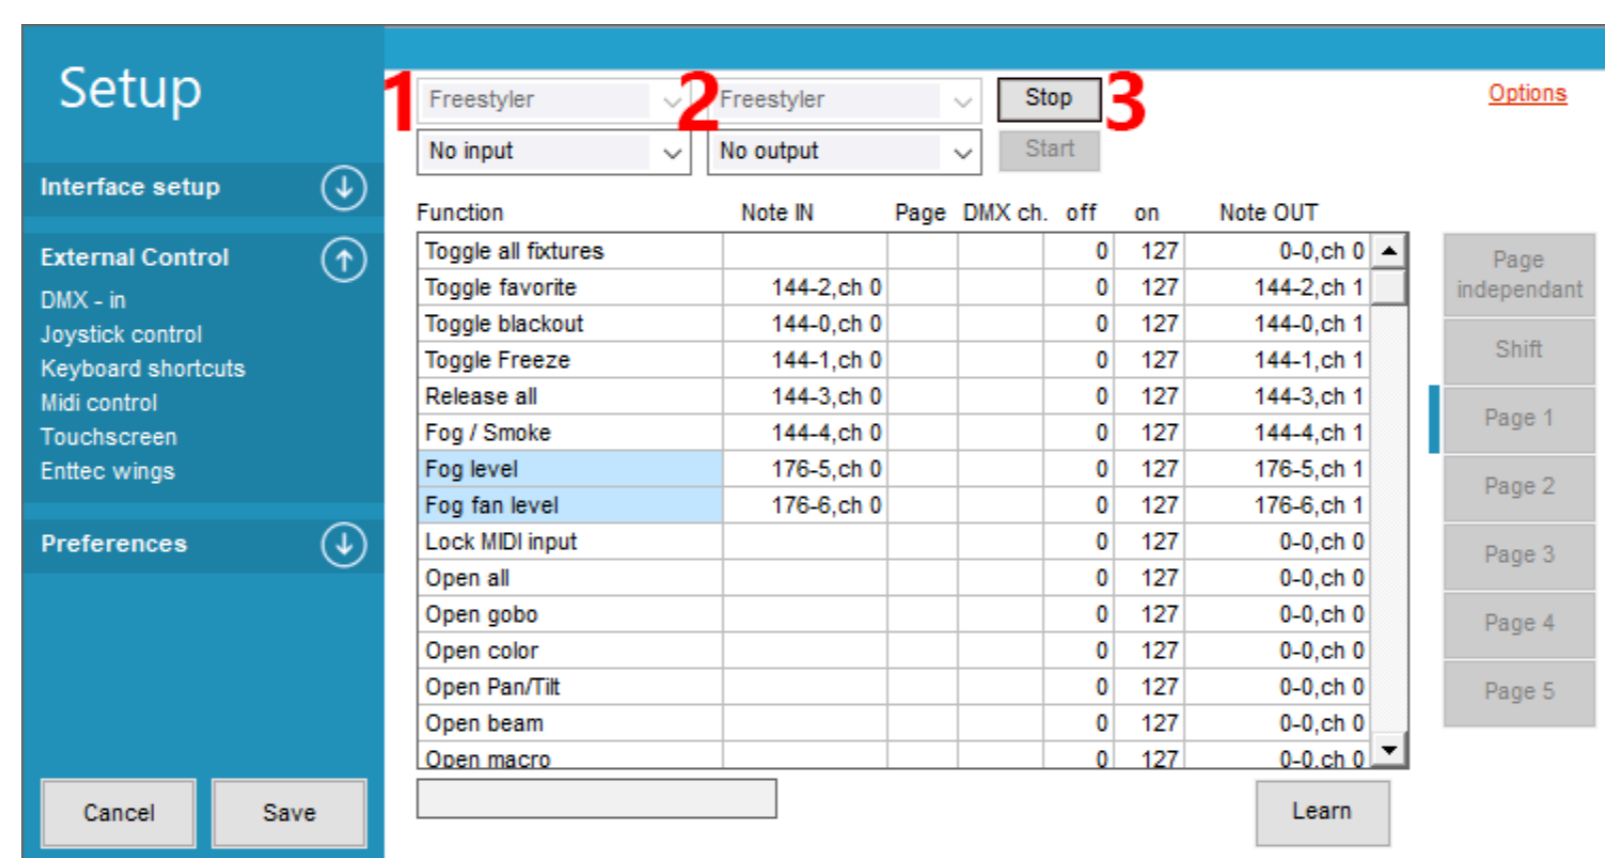 Setup
Interface setup
External Control
DMX - in
Joystick control
Keyboard shortcuts
Midi control
Touchscreen
Enttec wings
Preferences
Cancel Save
1 Freestyler 2 Freestyler Stop 3 Options
No input No output Start
Function Note IN Page DMX ch. off on Note OUT
Toggle all fixtures 0 127 0-0,ch 0
Toggle favorite 144-2,ch 0 0 127 144-2,ch 1
Toggle blackout 144-0,ch 0 0 127 144-0,ch 1
Toggle Freeze 144-1,ch 0 0 127 144-1,ch 1
Release all 144-3,ch 0 0 127 144-3,ch 1
Fog / Smoke 144-4,ch 0 0 127 144-4,ch 1
Fog level 176-5,ch 0 0 127 176-5,ch 1
Fog fan level 176-6,ch 0 0 127 176-6,ch 1
Lock MIDI input 0 127 0-0,ch 0
Open all 0 127 0-0,ch 0
Open gobo 0 127 0-0,ch 0
Open color 0 127 0-0,ch 0
Open Pan/Tilt 0 127 0-0,ch 0
Open beam 0 127 0-0,ch 0
Open macro 0 127 0-0,ch 0
Page
independant
Shift
Page 1
Page 2
Page 3
Page 4
Page 5
Learn